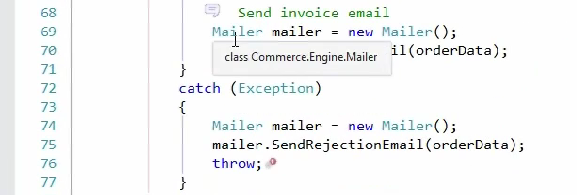 68 Send invoice email
69 Mailer mailer = new Mailer();
70 il(orderData);
class Commerce.Engine.Mailer
71 }
72 catch (Exception)
73 {
74 Mailer mailer = new Mailer();
75 mailer.SendRejectionEmail(orderData);
76 throw;
77 }